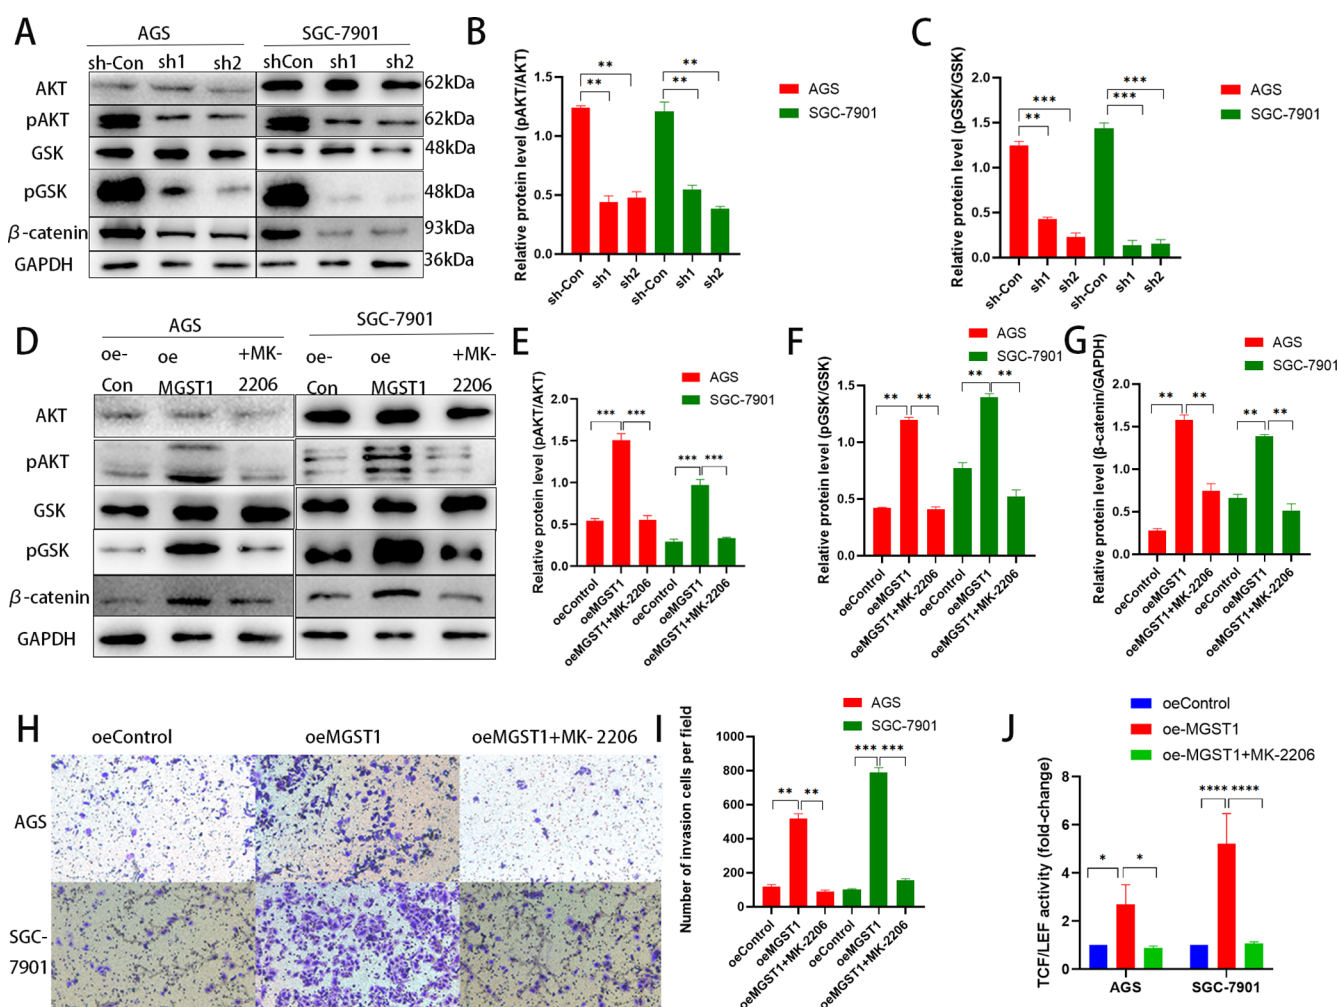 A
AGS
SGC-7901
sh-Con sh1 sh2
shCon sh1 sh2
AKT
62kDa
pAKT
62kDa
GSK
48kDa
pGSK
48kDa
β-catenin
93kDa
GAPDH
36kDa
B
Relative protein level (pAKT/AKT)
1.5
1.0
0.5
0.0
** ** ** **
AGS
SGC-7901
sh-Con sh1 sh2 sh-Con sh1 sh2
C
Relative protein level (pGSK/GSK)
2.0
1.5
1.0
0.5
0.0
*** ** *** ***
AGS
SGC-7901
sh-Con sh1 sh2 sh-Con sh1 sh2
D
AGS
SGC-7901
oe- oe +MK-
Con MGST1 2206
oe- oe +MK-
Con MGST1 2206
AKT
pAKT
GSK
pGSK
β-catenin
GAPDH
E
AGS
SGC-7901
Relative protein level (pAKT/AKT)
2.0
1.5
1.0
0.5
0.0
*** *** *** ***
oeControl oeMGST1 oeMGST1+MK-2206 oeControl oeMGST1 oeMGST1+MK-2206
F
AGS
SGC-7901
Relative protein level (pGSK/GSK)
1.5
1.0
0.5
0.0
** ** ** **
oeControl oeMGST1 oeMGST1+MK-2206 oeControl oeMGST1 oeMGST1+MK-2206
G
AGS
SGC-7901
Relative protein level (β-catenin/GAPDH)
2.0
1.5
1.0
0.5
0.0
** ** ** **
oeControl oeMGST1 oeMGST1+MK-2206 oeControl oeMGST1 oeMGST1+MK-2206
H
oeControl oeMGST1 oeMGST1+MK- 2206
AGS
SGC-
7901
I
AGS
SGC-7901
Number of invasion cells per field
1000
800
600
400
200
0
** ** *** ***
oeControl oeMGST1 oeMGST1+MK-2206 oeControl oeMGST1 oeMGST1+MK-2206
J
oeControl
oe-MGST1
oe-MGST1+MK-2206
TCF/LEF activity (fold-change)
8
6
4
2
0
* * **** ****
AGS SGC-7901